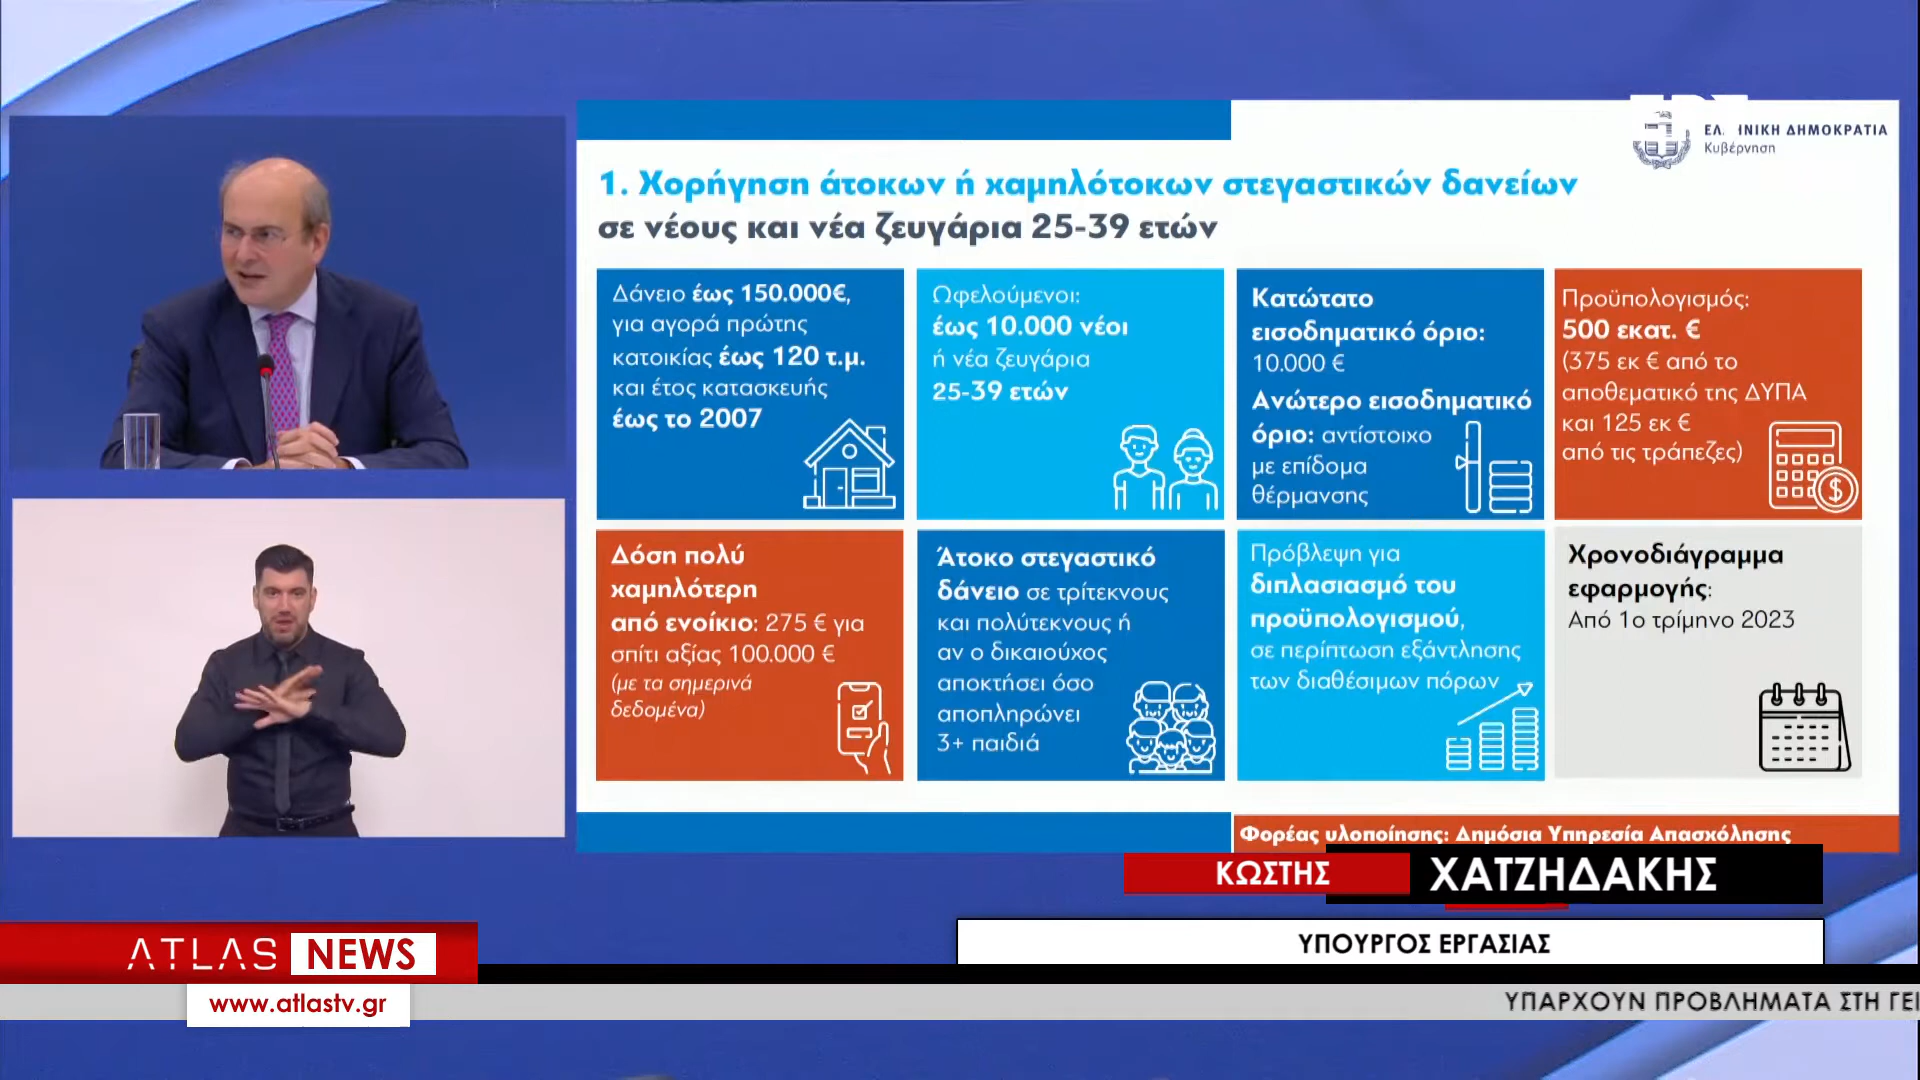 ΕΛ. ΝΙΚΗ ΔΗΜΟΚΡΑΤΙΑ
Κυβέρνηση
1. Χορήγηση άτοκων ή χαμηλότοκων στεγαστικών δανείων
σε νέους και νέα ζευγάρια 25-39 ετών
Δάνειο έως 150.000€,
για αγορά πρώτης
κατοικίας έως 120 τ.μ.
και έτος κατασκευής
έως το 2007
Ωφελούμενοι:
έως 10.000 νέοι
ή νέα ζευγάρια
25-39 ετών
Κατώτατο
εισοδηματικό όριο:
10.000 €
Ανώτερο εισοδηματικό
όριο: αντίστοιχο
με επίδομα
θέρμανσης
Προϋπολογισμός:
500 εκατ. €
(375 εκ € από το
αποθεματικό της ΔΥΠΑ
και 125 εκ €
από τις τράπεζες)
Δόση πολύ
χαμηλότερη
από ενοίκιο: 275 € για
σπίτι αξίας 100.000 €
(με τα σημερινά
δεδομένα)
Άτοκο στεγαστικό
δάνειο σε τρίτεκνους
και πολύτεκνους ή
αν ο δικαιούχος
αποκτήσει όσο
αποπληρώνει
3+ παιδιά
Πρόβλεψη για
διπλασιασμό του
προϋπολογισμού,
σε περίπτωση εξάντλησης
των διαθέσιμων πόρων
Χρονοδιάγραμμα
εφαρμογής:
Από 1ο τρίμηνο 2023
Φορέας υλοποίησης: Δημόσια Υπηρεσία Απασχόλησης
ΚΩΣΤΗΣ ΧΑΤΖΗΔΑΚΗΣ
ΥΠΟΥΡΓΟΣ ΕΡΓΑΣΙΑΣ
ATLAS NEWS
www.atlastv.gr
ΥΠΑΡΧΟΥΝ ΠΡΟΒΛΗΜΑΤΑ ΣΤΗ ΓΕΙ